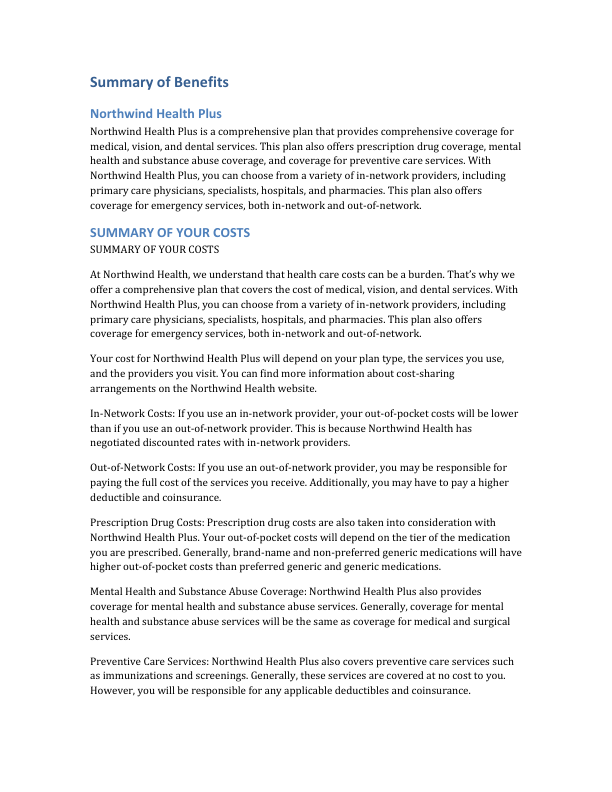 Summary of Benefits
Northwind Health Plus
Northwind Health Plus is a comprehensive plan that provides comprehensive coverage for
medical, vision, and dental services. This plan also offers prescription drug coverage, mental
health and substance abuse coverage, and coverage for preventive care services. With
Northwind Health Plus, you can choose from a variety of in-network providers, including
primary care physicians, specialists, hospitals, and pharmacies. This plan also offers
coverage for emergency services, both in-network and out-of-network.
SUMMARY OF YOUR COSTS
SUMMARY OF YOUR COSTS
At Northwind Health, we understand that health care costs can be a burden. That’s why we
offer a comprehensive plan that covers the cost of medical, vision, and dental services. With
Northwind Health Plus, you can choose from a variety of in-network providers, including
primary care physicians, specialists, hospitals, and pharmacies. This plan also offers
coverage for emergency services, both in-network and out-of-network.
Your cost for Northwind Health Plus will depend on your plan type, the services you use,
and the providers you visit. You can find more information about cost-sharing
arrangements on the Northwind Health website.
In-Network Costs: If you use an in-network provider, your out-of-pocket costs will be lower
than if you use an out-of-network provider. This is because Northwind Health has
negotiated discounted rates with in-network providers.
Out-of-Network Costs: If you use an out-of-network provider, you may be responsible for
paying the full cost of the services you receive. Additionally, you may have to pay a higher
deductible and coinsurance.
Prescription Drug Costs: Prescription drug costs are also taken into consideration with
Northwind Health Plus. Your out-of-pocket costs will depend on the tier of the medication
you are prescribed. Generally, brand-name and non-preferred generic medications will have
higher out-of-pocket costs than preferred generic and generic medications.
Mental Health and Substance Abuse Coverage: Northwind Health Plus also provides
coverage for mental health and substance abuse services. Generally, coverage for mental
health and substance abuse services will be the same as coverage for medical and surgical
services.
Preventive Care Services: Northwind Health Plus also covers preventive care services such
as immunizations and screenings. Generally, these services are covered at no cost to you.
However, you will be responsible for any applicable deductibles and coinsurance.